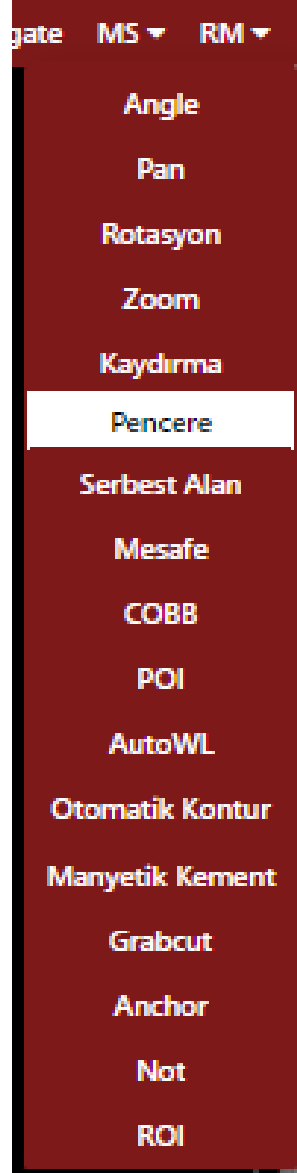 gate MS RM
Angle
Pan
Rotasyon
Zoom
Kaydırma
Pencere
Serbest Alan
Mesafe
COBB
POI
AutoWL
Otomatik Kontur
Manyetik Kement
Grabcut
Anchor
Not
ROI